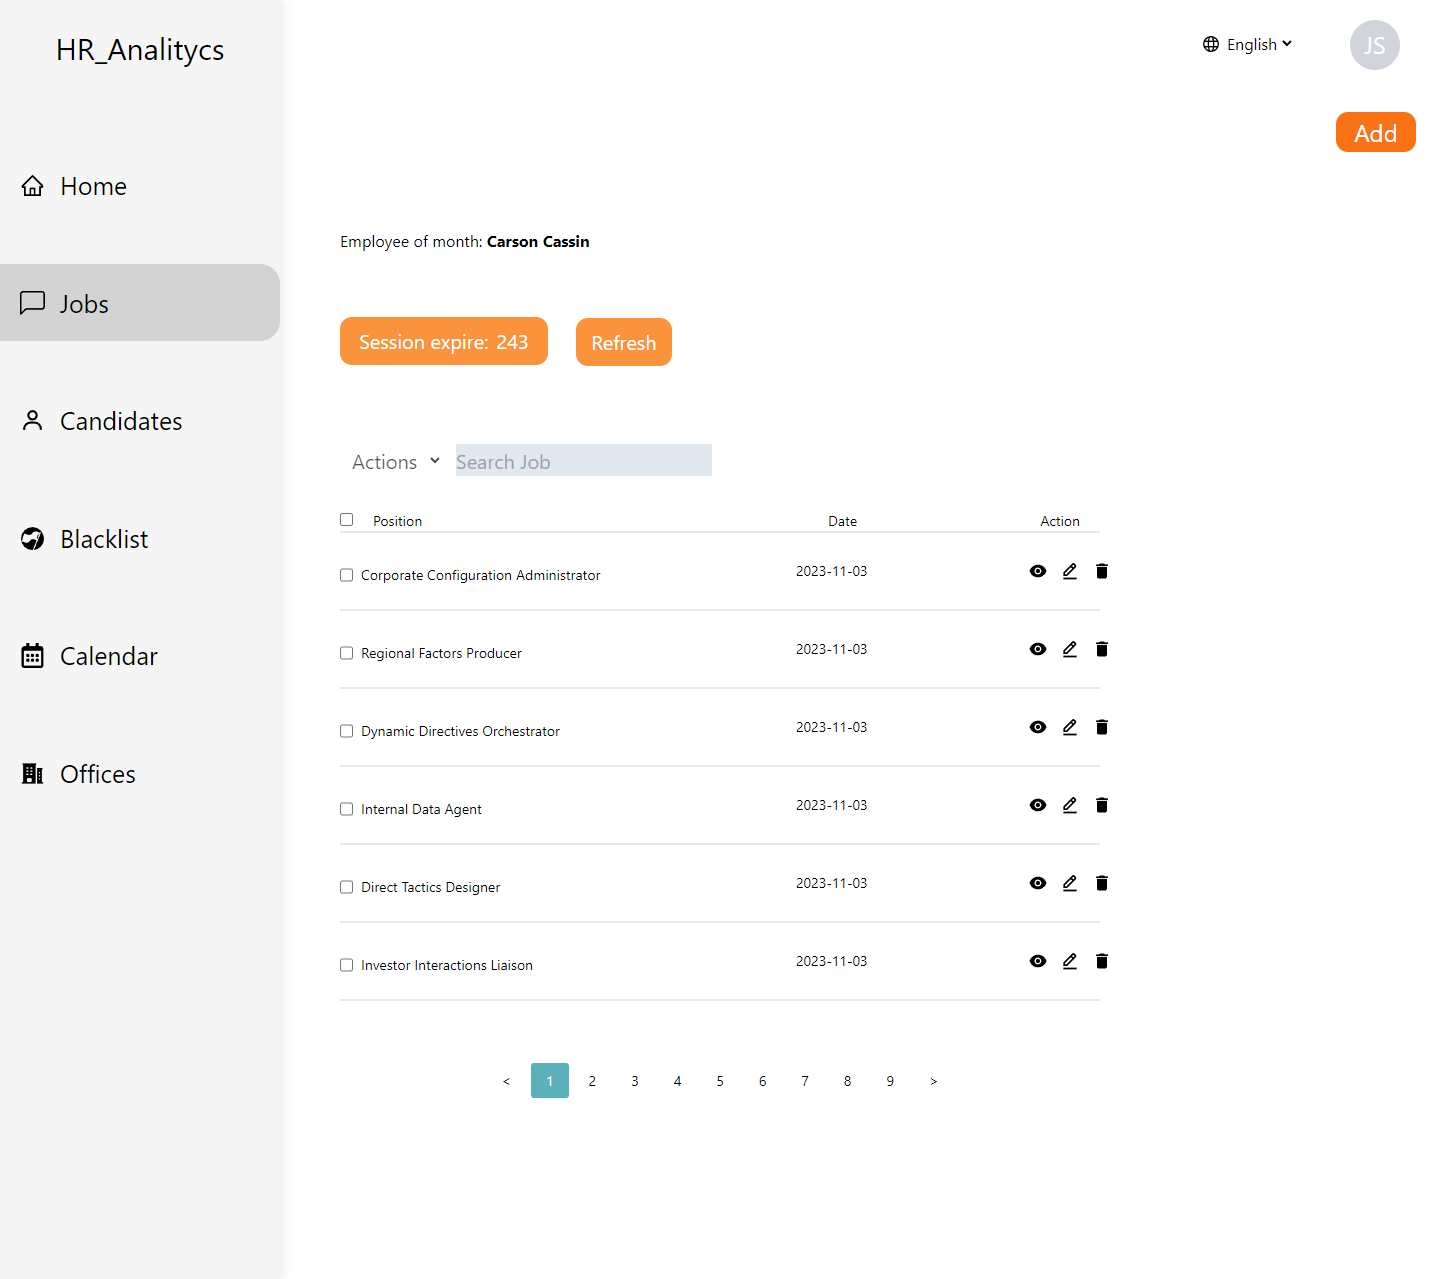 HR_Analitycs
English
JS
Add
Home
Jobs
Candidates
Blacklist
Calendar
Offices
Employee of month: Carson Cassin
Session expire: 243
Refresh
Actions
Search Job
Position Date Action
Corporate Configuration Administrator 2023-11-03
Regional Factors Producer 2023-11-03
Dynamic Directives Orchestrator 2023-11-03
Internal Data Agent 2023-11-03
Direct Tactics Designer 2023-11-03
Investor Interactions Liaison 2023-11-03
< 1 2 3 4 5 6 7 8 9 >